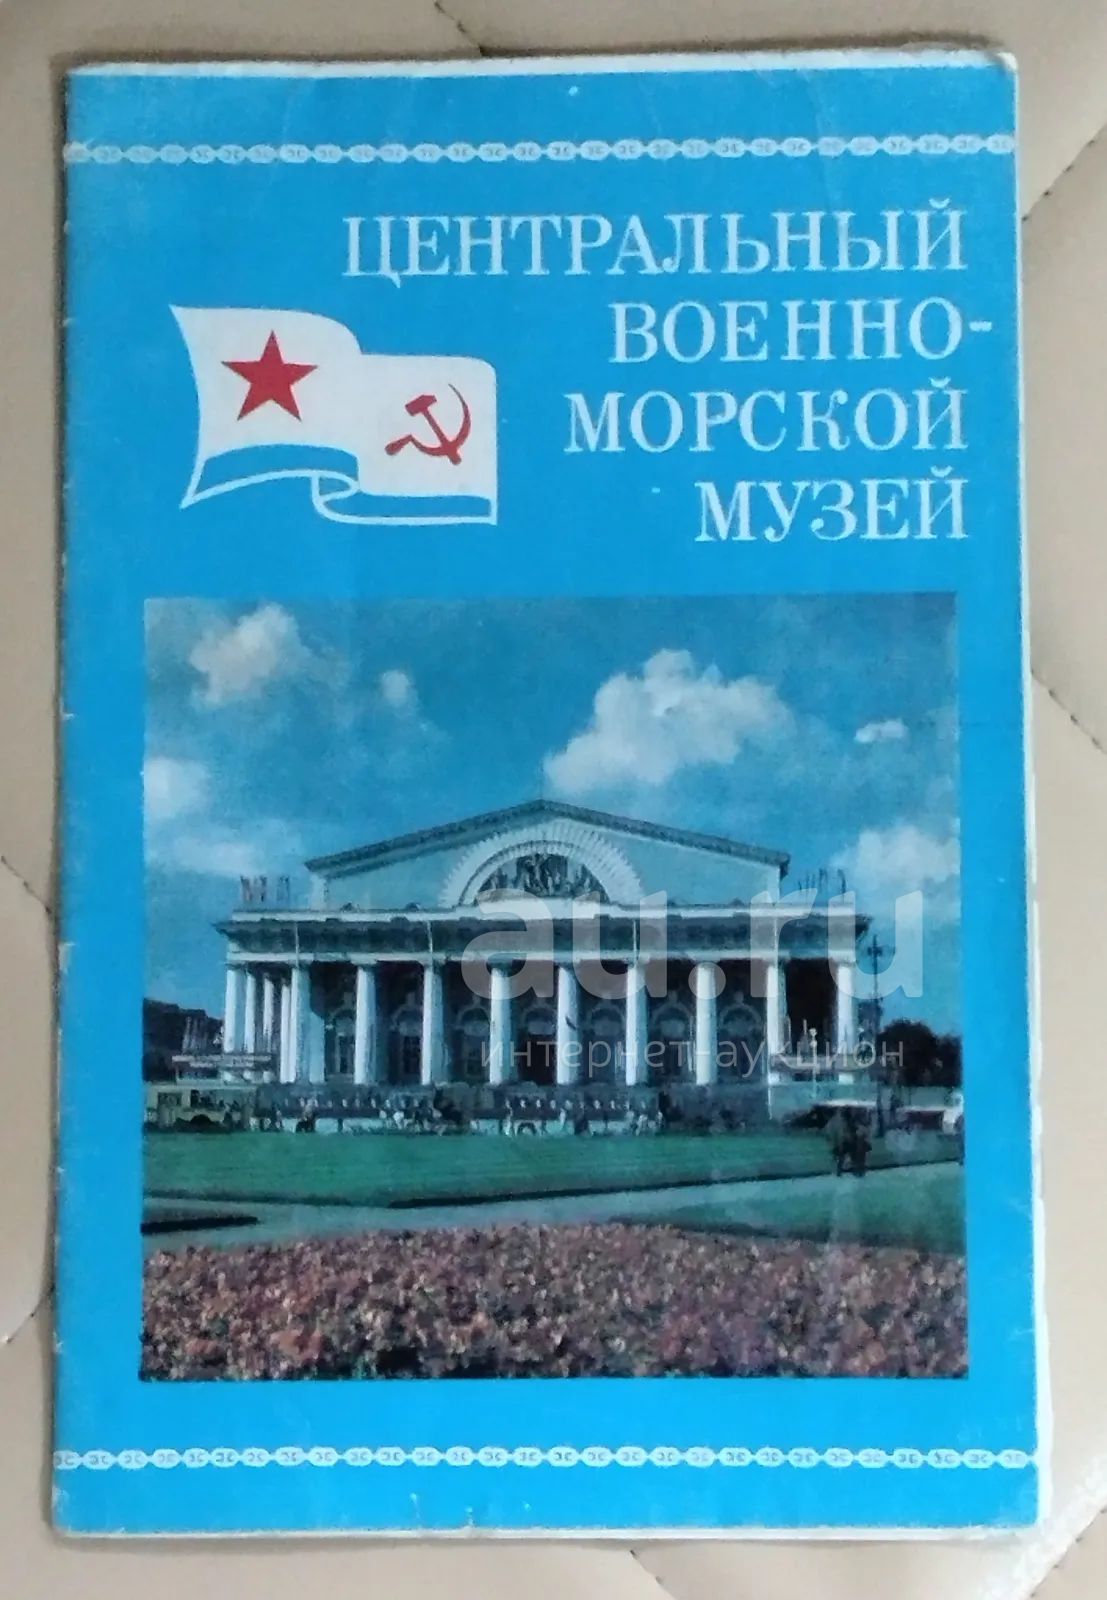 ЦЕНТРАЛЬНЫЙ
ВОЕННО-
МОРСКОЙ
МУЗЕЙ
au.ru
интернет-аукцион